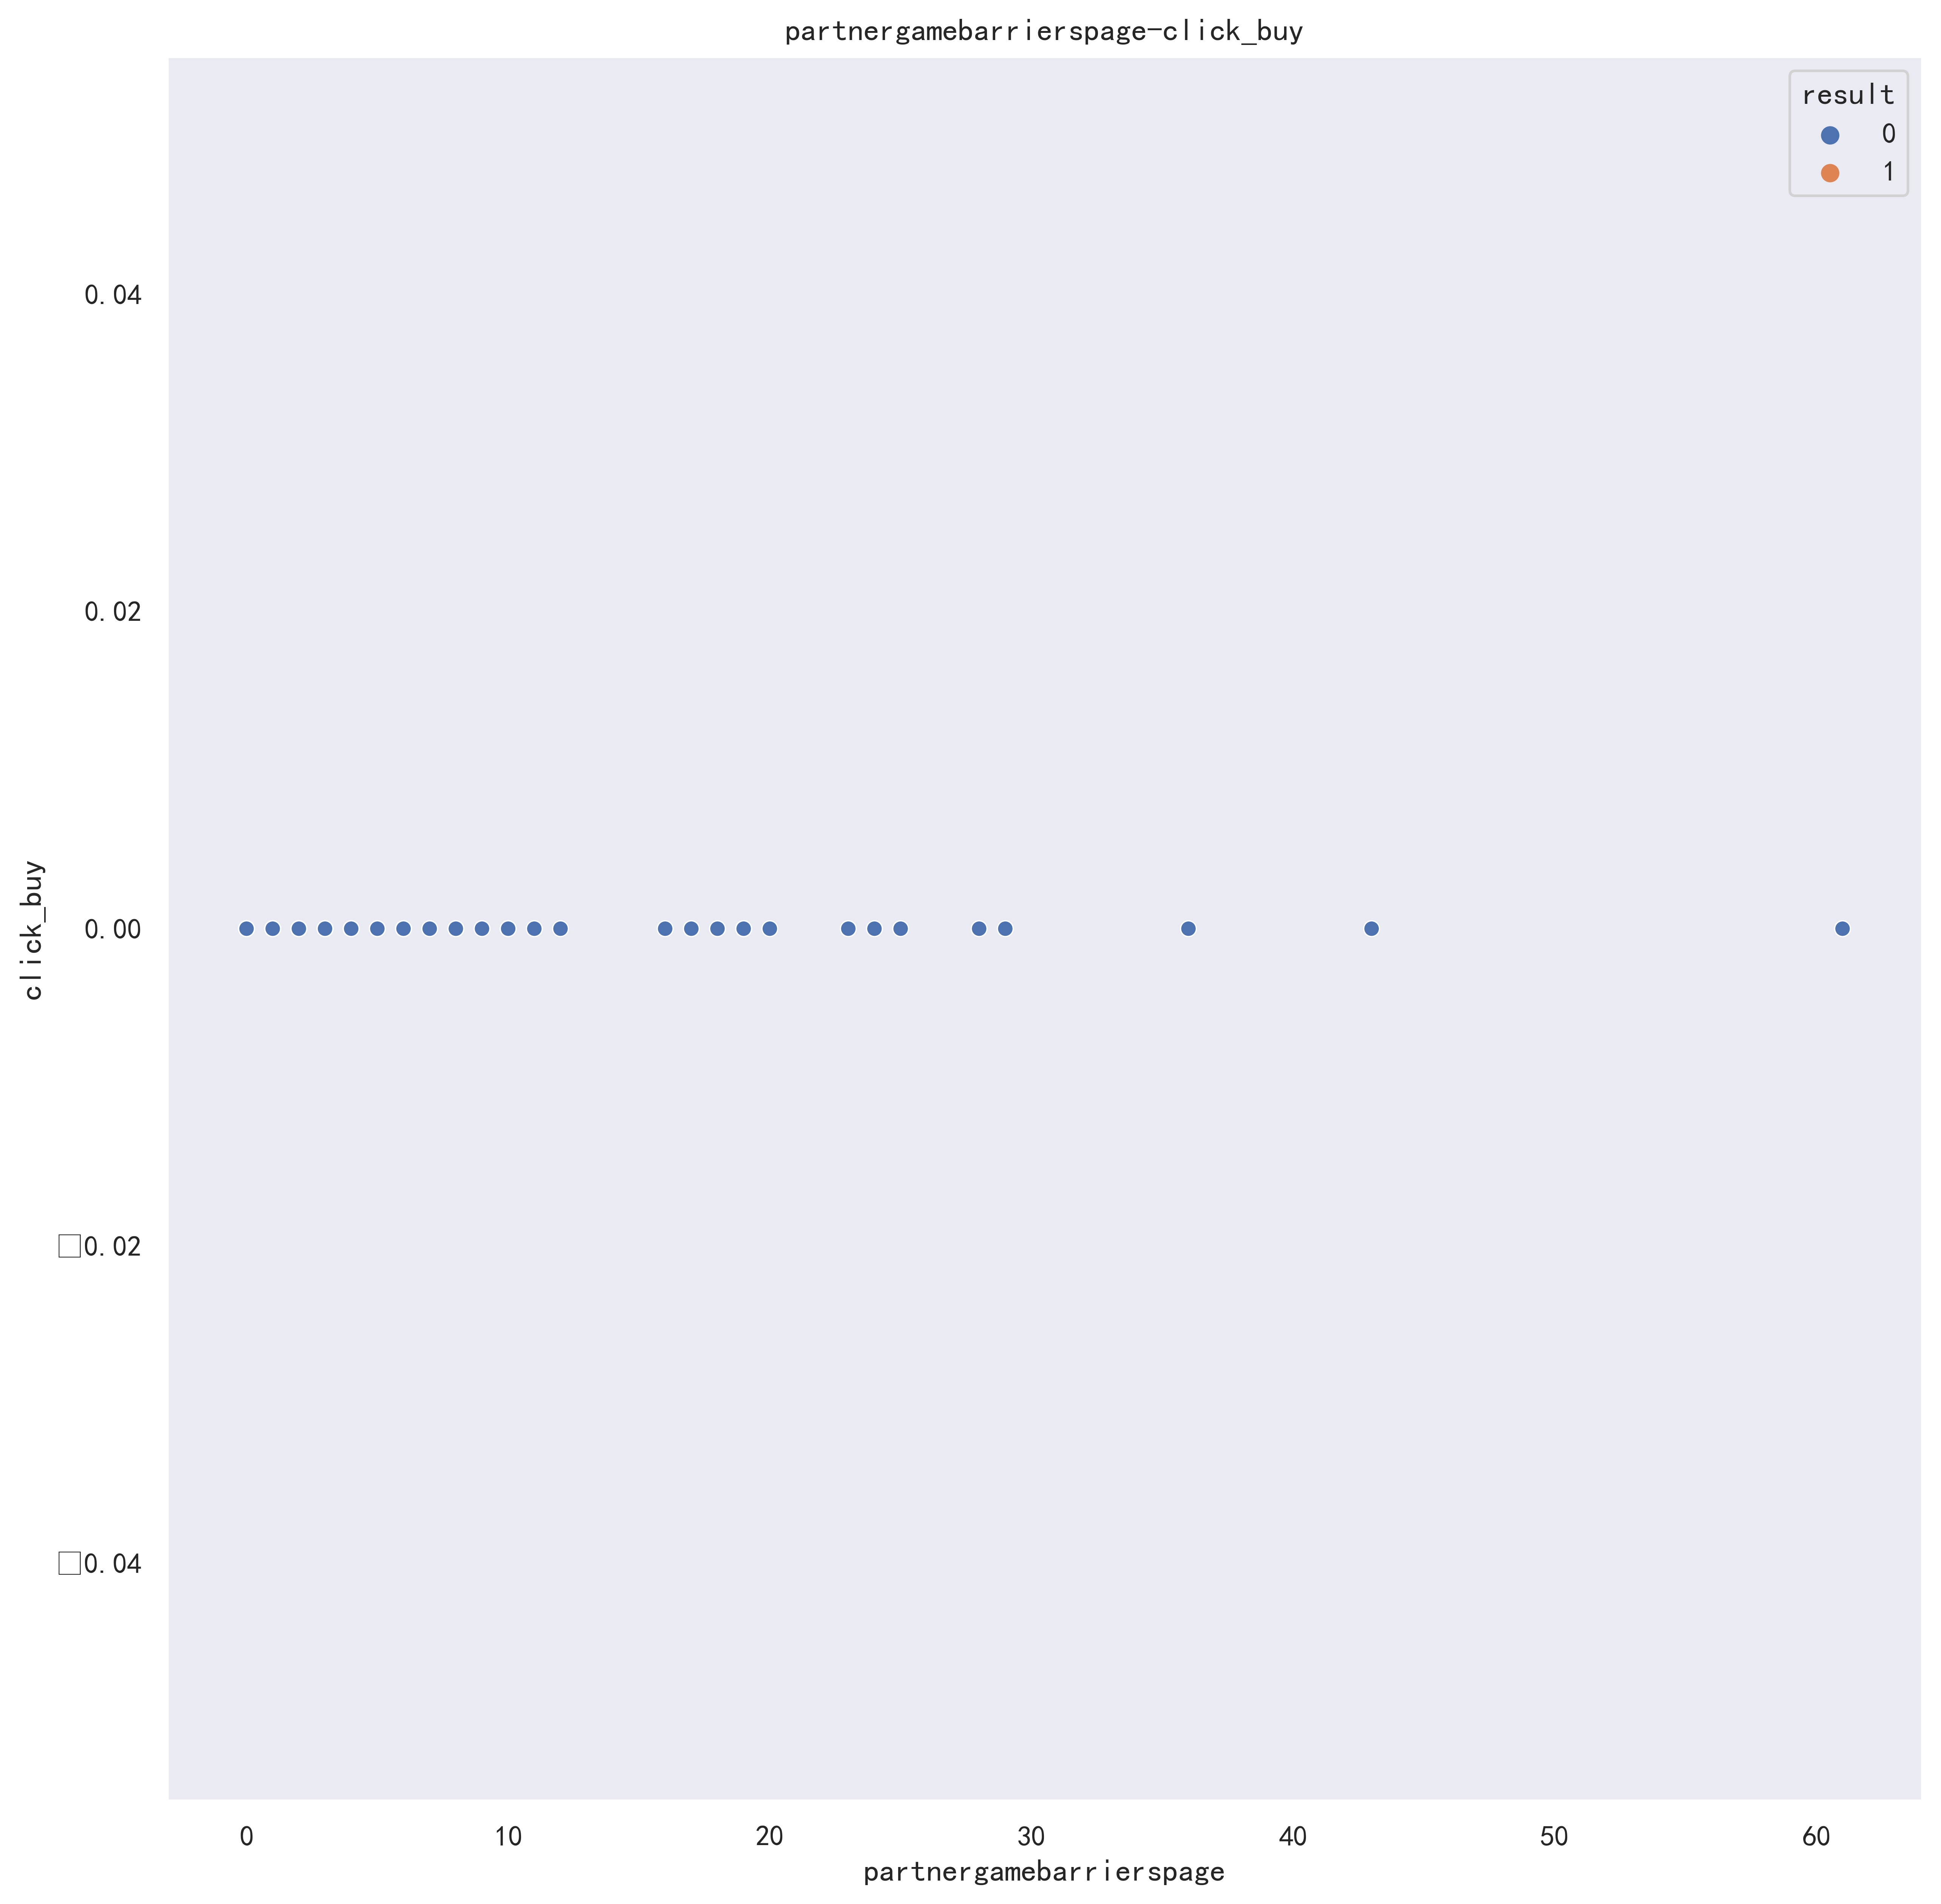 partnergamebarrierspage-click_buy
result
0
1
click_buy
0.04
0.02
0.00
□0.02
□0.04
0 10 20 30 40 50 60
partnergamebarrierspage